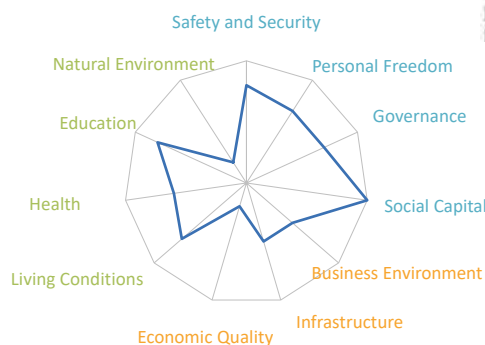 Safety and Security
Natural Environment
Personal Freedom
Education
Governance
Health
Social Capital
Living Conditions
Business Environment
Economic Quality
Infrastructure